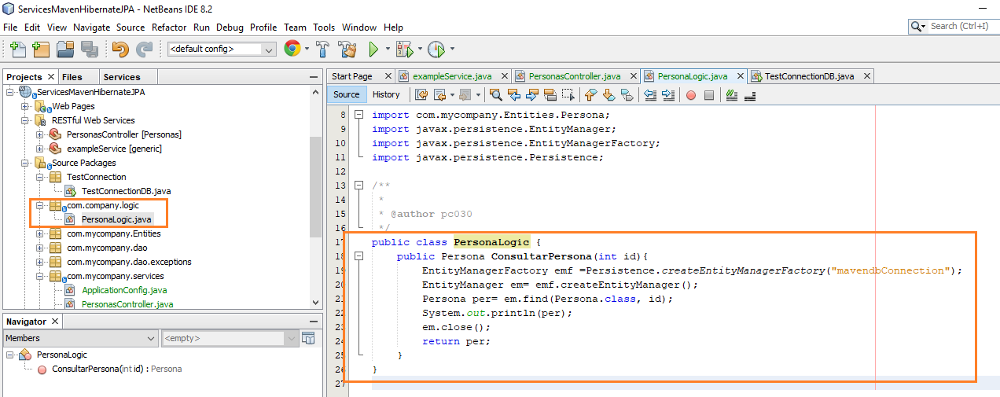 ServicesMavenHibernateJPA - NetBeans IDE 8.2
File Edit View Navigate Source Refactor Run Debug Profile Team Tools Window Help
Search (Ctrl+I)
<default config>
Projects Files Services
ServicesMavenHibernateJPA
Web Pages
RESTful Web Services
PersonasController [Personas]
exampleService [generic]
Source Packages
TestConnection
TestConnectionDB.java
com.company.logic
PersonaLogic.java
com.mycompany.Entities
com.mycompany.dao
com.mycompany.dao.exceptions
com.mycompany.services
ApplicationConfig.java
PersonasController.java
Navigator
Members <empty>
PersonaLogic
ConsultarPersona(int id) : Persona
Start Page exampleService.java PersonasController.java PersonaLogic.java TestConnectionDB.java
Source History
8 import com.mycompany.Entities.Persona;
9 import javax.persistence.EntityManager;
10 import javax.persistence.EntityManagerFactory;
11 import javax.persistence.Persistence;
12
13 /**
14 *
15 * @author pc030
16 */
17 public class PersonaLogic {
18 public Persona ConsultarPersona(int id){
19 EntityManagerFactory emf =Persistence.createEntityManagerFactory("mavendbConnection");
20 EntityManager em= emf.createEntityManager();
21 Persona per= em.find(Persona.class, id);
22 System.out.println(per);
23 em.close();
24 return per;
25 }
26 }
27